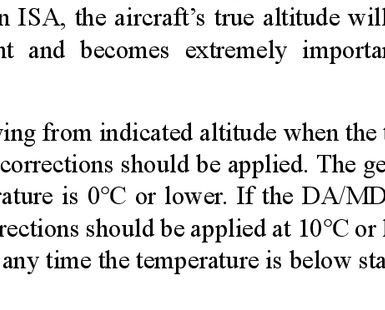 n ISA, the aircraft’s true altitude will
nt and becomes extremely importan
ving from indicated altitude when the t
corrections should be applied. The ge
rature is 0°C or lower. If the DA/MD
rections should be applied at 10°C or l
any time the temperature is below sta